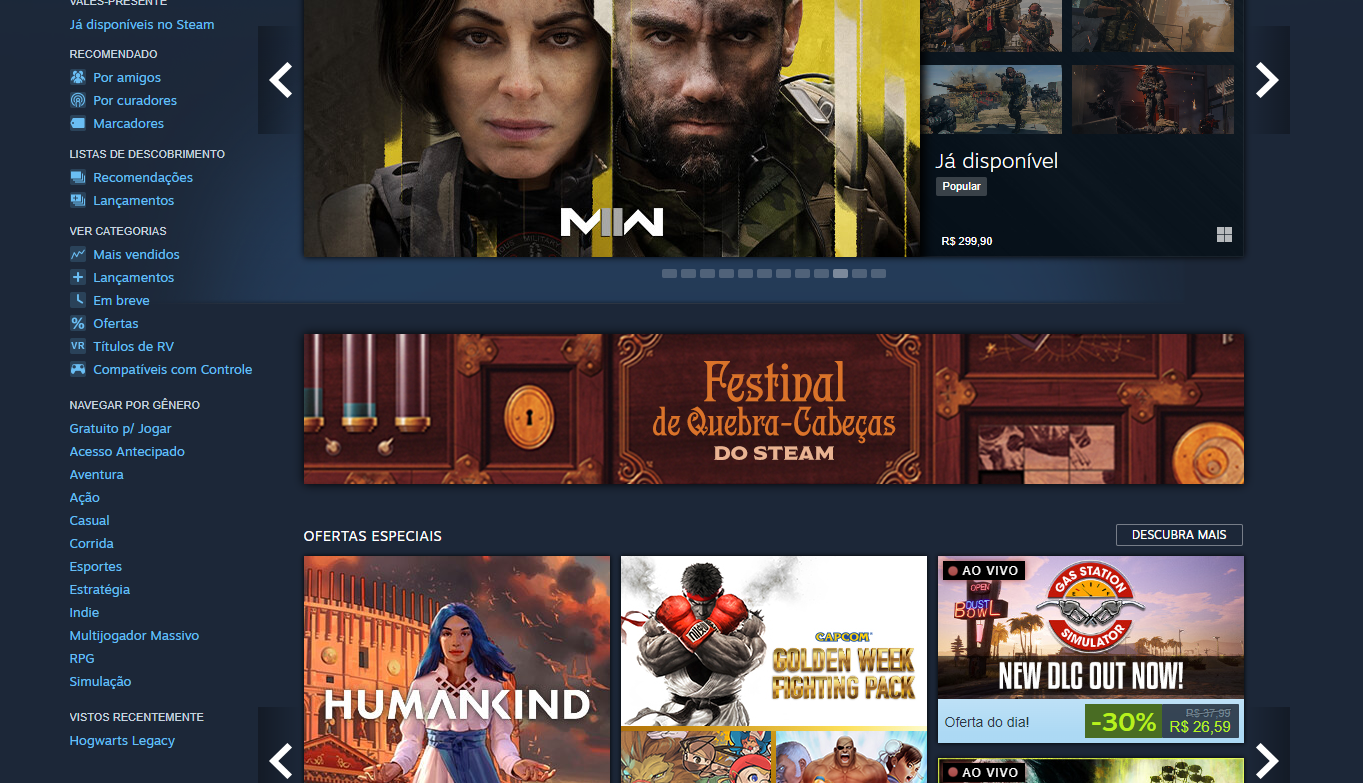 VALES-PRESENTE
Já disponíveis no Steam
RECOMENDADO
Por amigos
Por curadores
Marcadores
LISTAS DE DESCOBRIMENTO
Recomendações
Lançamentos
VER CATEGORIAS
Mais vendidos
Lançamentos
Em breve
Ofertas
VR Títulos de RV
Compatíveis com Controle
NAVEGAR POR GÊNERO
Gratuito p/ Jogar
Acesso Antecipado
Aventura
Ação
Casual
Corrida
Esportes
Estratégia
Indie
Multijogador Massivo
RPG
Simulação
VISTOS RECENTEMENTE
Hogwarts Legacy
MIIW
Já disponível
Popular
R$ 299,90
Festival
de Quebra-Cabeças
DO STEAM
OFERTAS ESPECIAIS
DESCUBRA MAIS
HUMANKIND
CAPCOM
GOLDEN WEEK
FIGHTING PACK
AO VIVO
OPEN
BOWL
GAS STATION
SIMULATOR
NEW DLC OUT NOW!
Oferta do dia!
-30%
R$ 37,99
R$ 26,59
AO VIVO